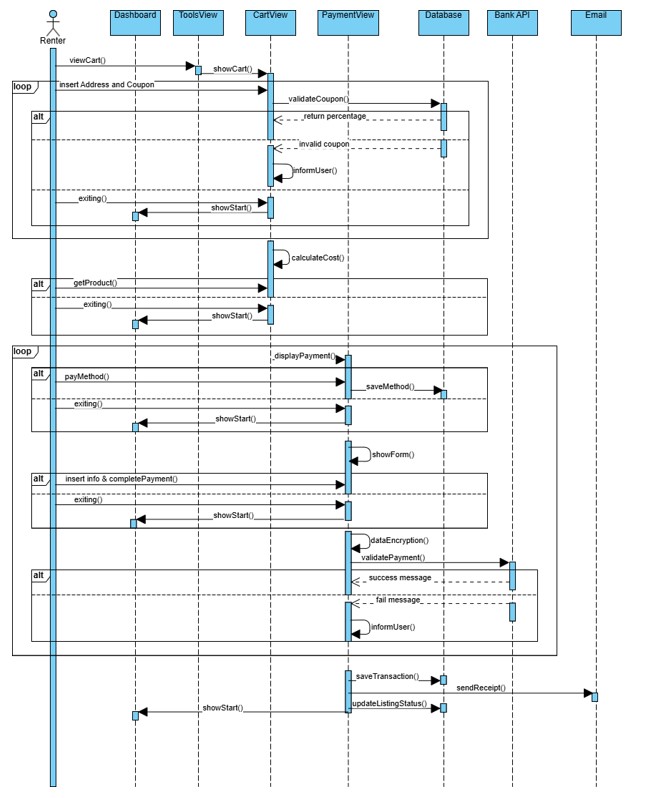 Dashboard ToolsView CartView PaymentView Database Bank API Email
Renter
viewCart()
showCart()
loop
insert Address and Coupon
validateCoupon()
alt
return percentage
invalid coupon
informUser()
exiting()
showStart()
calculateCost()
alt
getProduct()
exiting()
showStart()
loop
displayPayment()
alt
payMethod()
saveMethod()
exiting()
showStart()
showForm()
alt
insert info & completePayment()
exiting()
showStart()
dataEncryption()
validatePayment()
alt
success message
fail message
informUser()
saveTransaction()
sendReceipt()
updateListingStatus()
showStart()